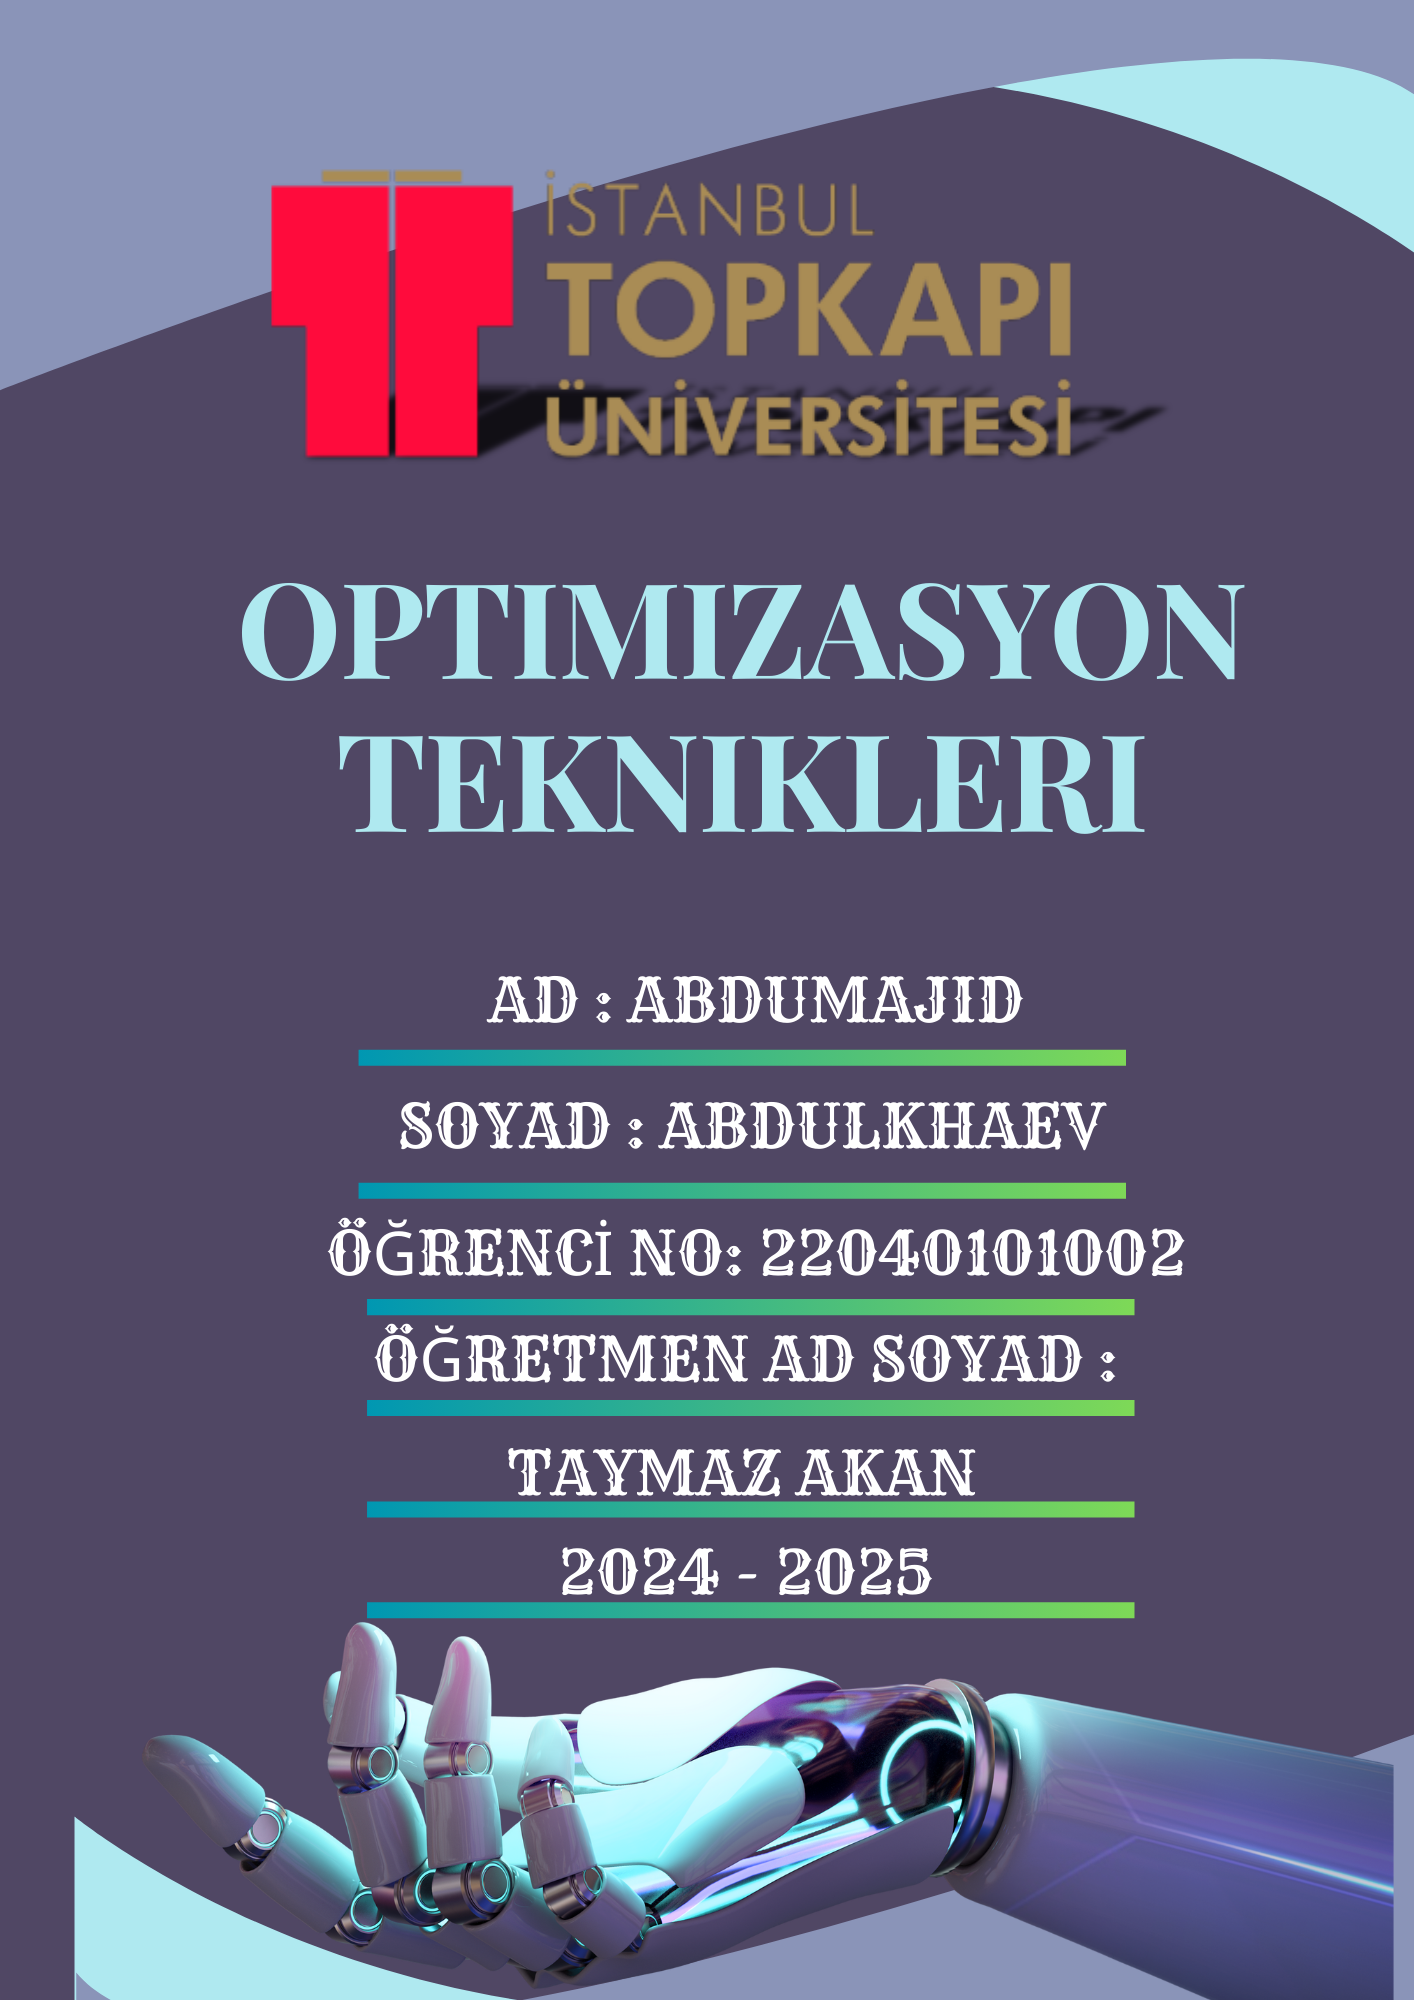 İSTANBUL
TOPKAPI
ÜNİVERSİTESİ
OPTIMIZASYON
TEKNIKLERI
AD : ABDUMAJID
SOYAD : ABDULKHAEV
ÖĞRENCİ NO: 22040101002
ÖĞRETMEN AD SOYAD :
TAYMAZ AKAN
2024 - 2025